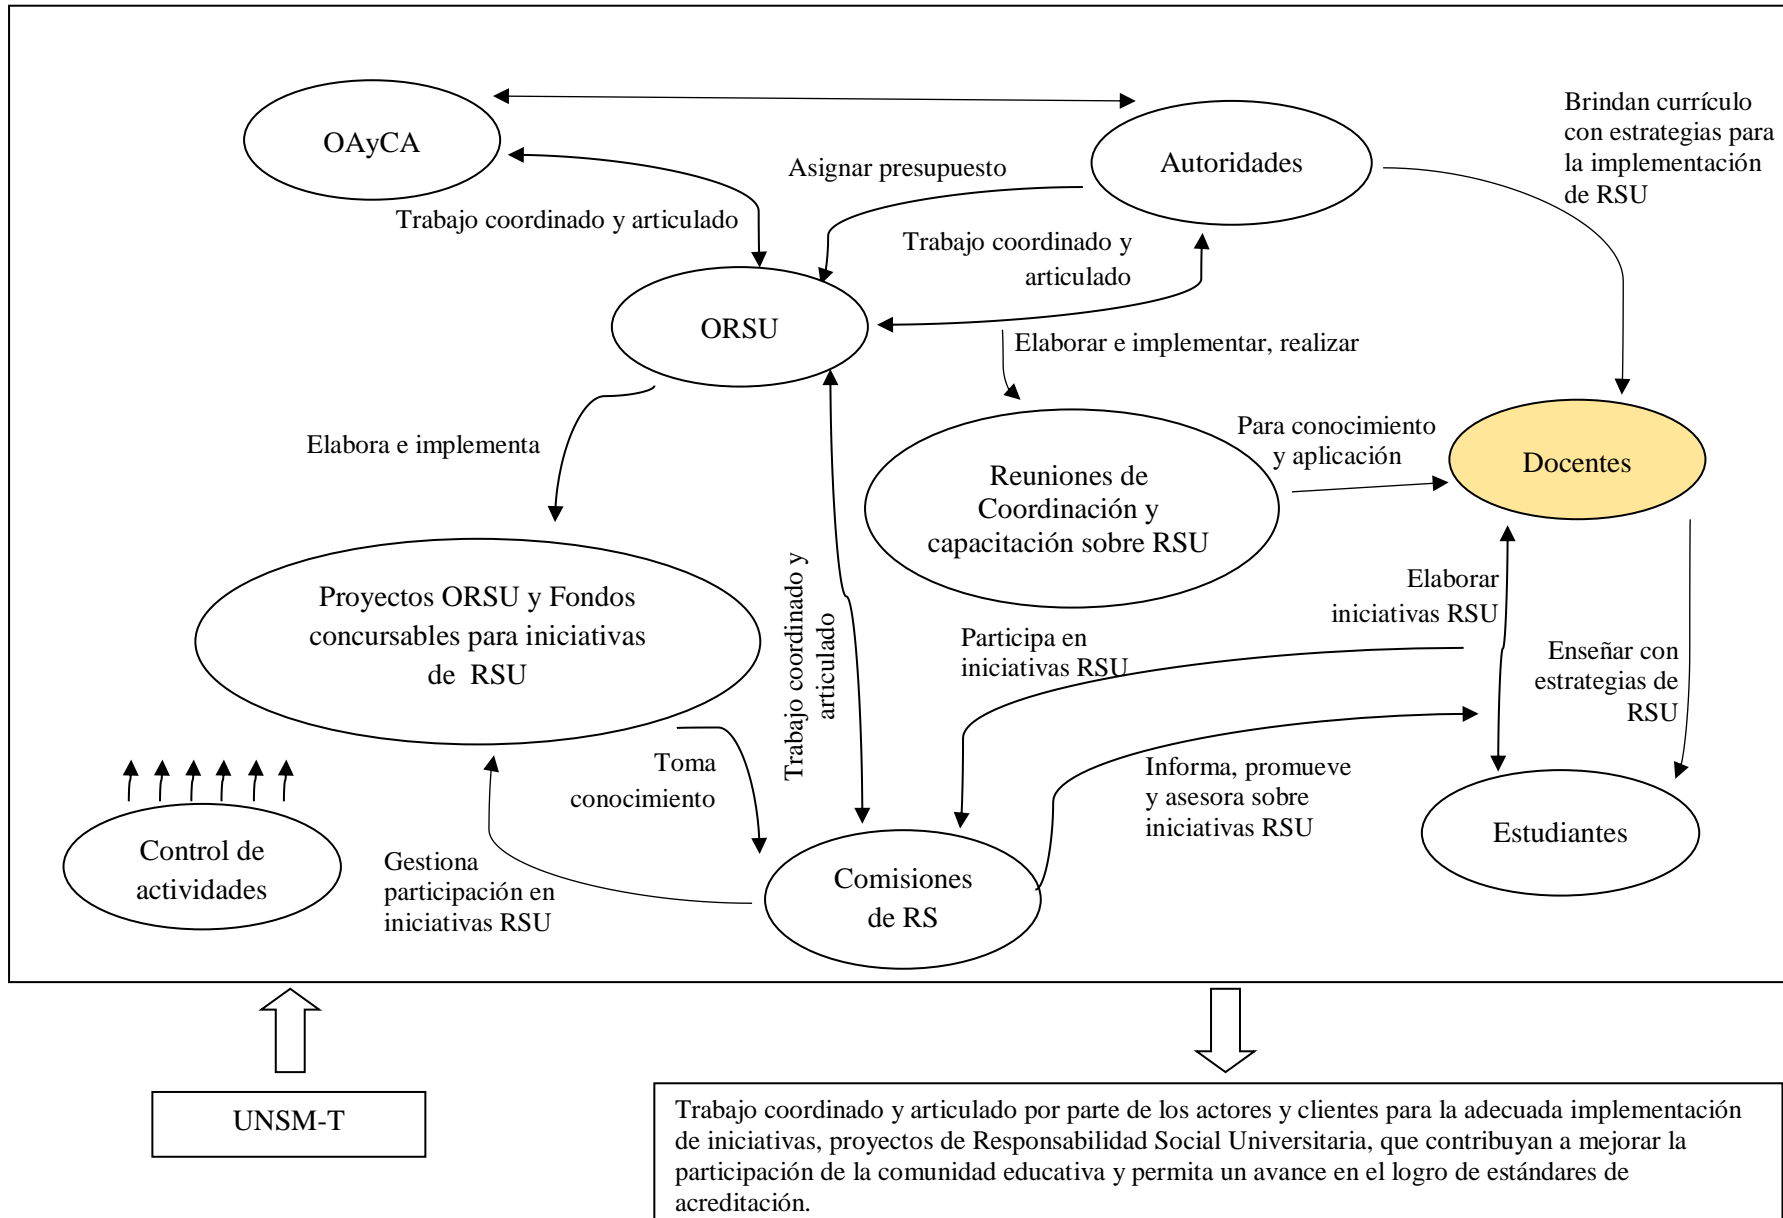 Brindan currículo
con estrategias para
la implementación
de RSU
OAyCA
Autoridades
Asignar presupuesto
Trabajo coordinado y articulado
Trabajo coordinado y
articulado
ORSU
Elaborar e implementar, realizar
Elabora e implementa
Para conocimiento
y aplicación
Docentes
Reuniones de
Coordinación y
capacitación sobre RSU
Proyectos ORSU y Fondos
concursables para iniciativas
de RSU
Trabajo coordinado y
articulado
Elaborar
iniciativas RSU
Participa en
iniciativas RSU
Enseñar con
estrategias de
RSU
Toma
conocimiento
Informa, promueve
y asesora sobre
iniciativas RSU
Estudiantes
Control de
actividades
Gestiona
participación en
iniciativas RSU
Comisiones
de RS
UNSM-T
Trabajo coordinado y articulado por parte de los actores y clientes para la adecuada implementación
de iniciativas, proyectos de Responsabilidad Social Universitaria, que contribuyan a mejorar la
participación de la comunidad educativa y permita un avance en el logro de estándares de
acreditación.